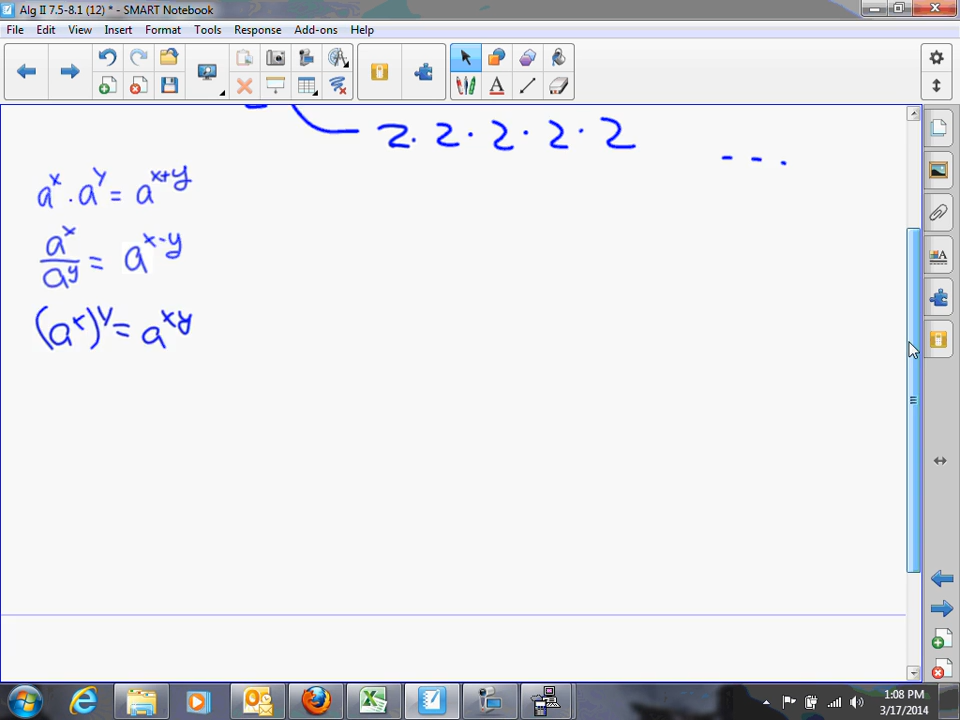 Alg II 7.5-8.1 (12) * - SMART Notebook
File Edit View Insert Format Tools Response Add-ons Help
2 · 2 · 2 · 2 · 2
- - .
a^x · a^y = a^{x+y}
a^x / a^y = a^{x-y}
(a^x)^y = a^{xy}
1:08 PM
3/17/2014